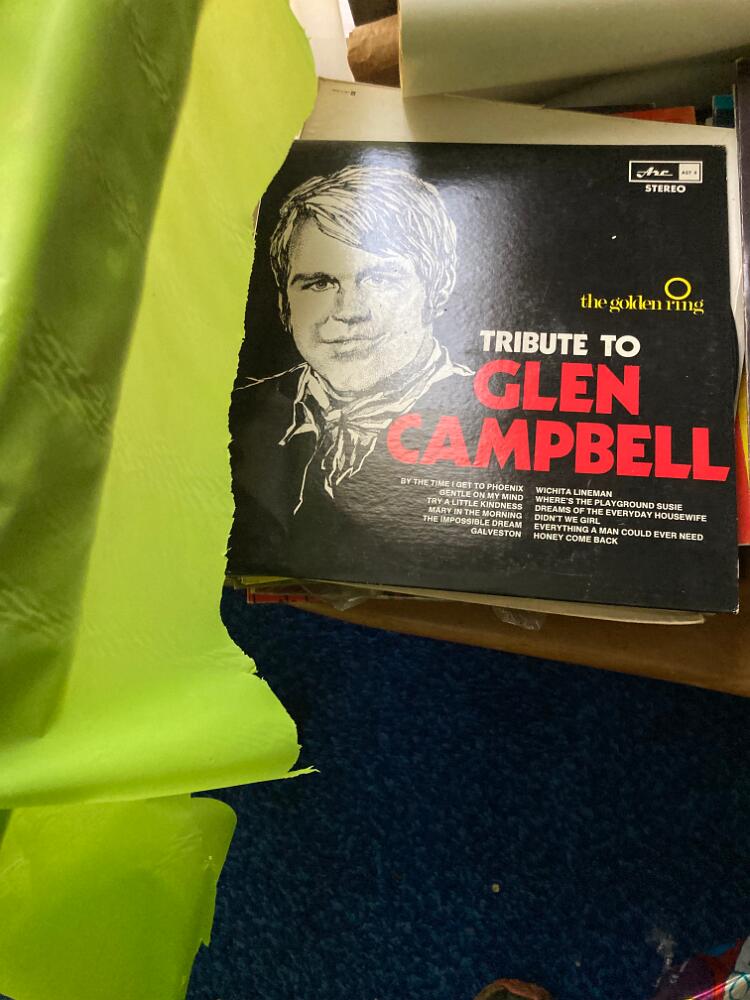 Arc
STEREO
the golden ring
TRIBUTE TO
GLEN
CAMPBELL
BY THE TIME I GET TO PHOENIX
GENTLE ON MY MIND
TRY A LITTLE KINDNESS
MARY IN THE MORNING
THE IMPOSSIBLE DREAM
GALVESTON
WICHITA LINEMAN
WHERE'S THE PLAYGROUND SUSIE
DREAMS OF THE EVERYDAY HOUSEWIFE
DIDN'T WE GIRL
EVERYTHING A MAN COULD EVER NEED
HONEY COME BACK